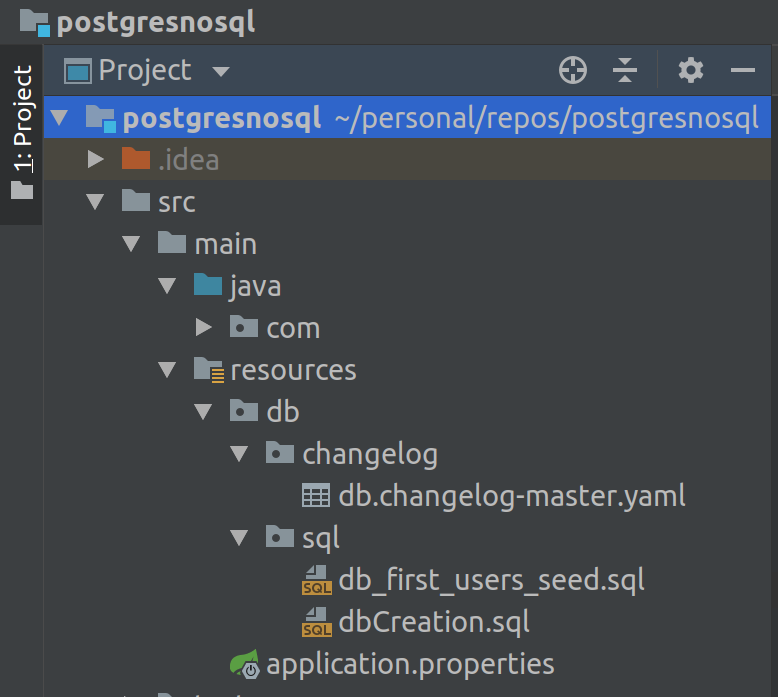 postgresnosql
1: Project
Project
postgresnosql ~/personal/repos/postgresnosql
.idea
src
main
java
com
resources
db
changelog
db.changelog-master.yaml
sql
SQL db_first_users_seed.sql
SQL dbCreation.sql
application.properties